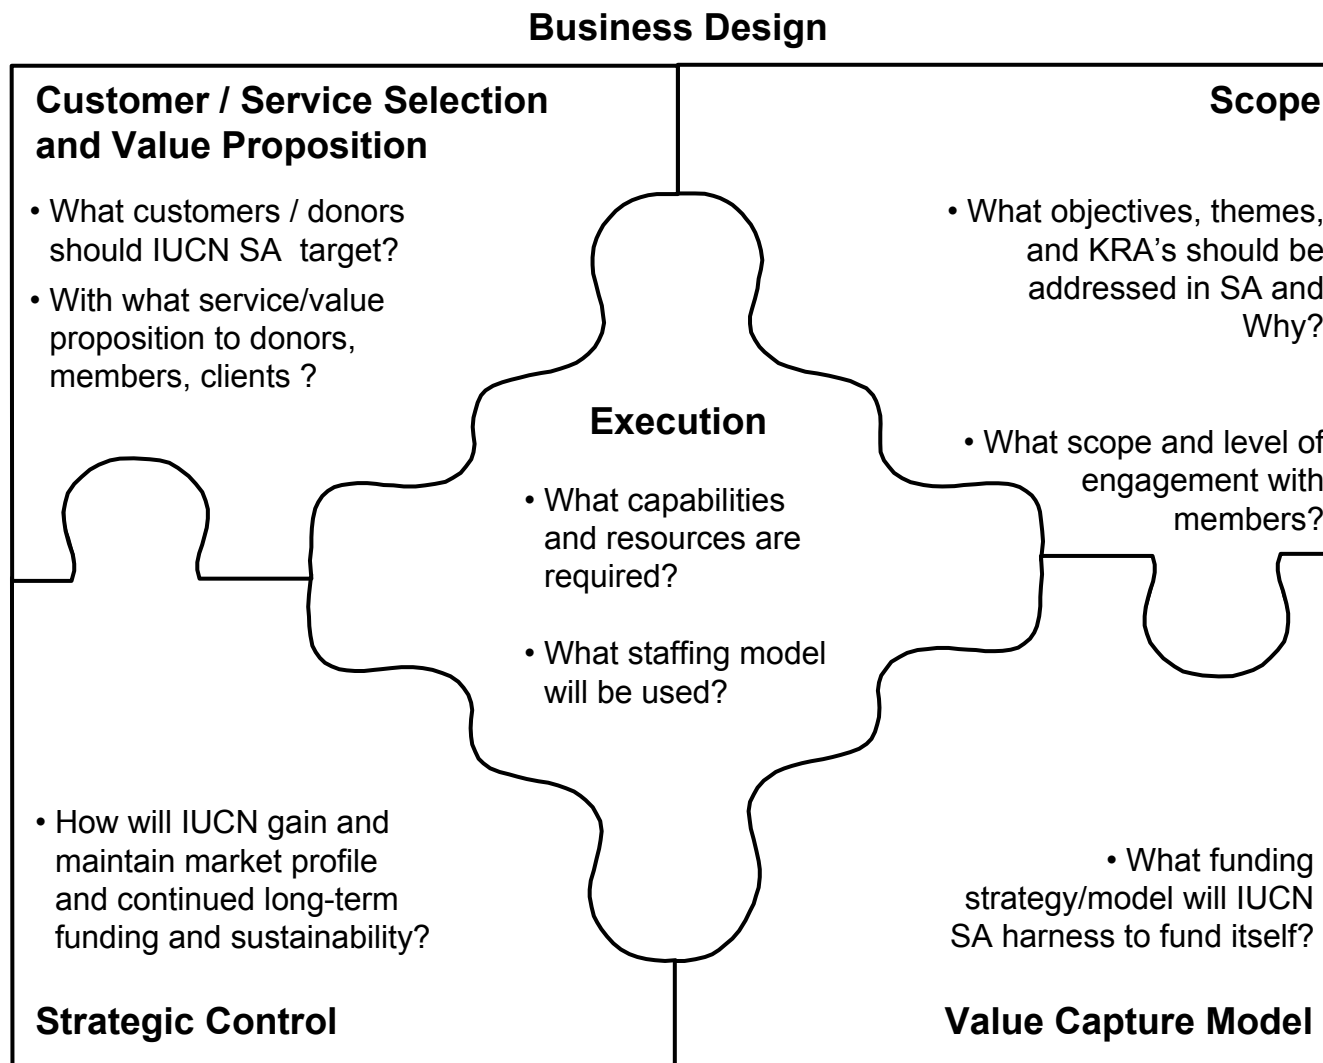 Business Design
Customer / Service Selection
and Value Proposition
• What customers / donors
should IUCN SA target?
• With what service/value
proposition to donors,
members, clients ?
Scope
• What objectives, themes,
and KRA's should be
addressed in SA and
Why?
• What scope and level of
engagement with
members?
Execution
• What capabilities
and resources are
required?
• What staffing model
will be used?
• How will IUCN gain and
maintain market profile
and continued long-term
funding and sustainability?
Strategic Control
• What funding
strategy/model will IUCN
SA harness to fund itself?
Value Capture Model